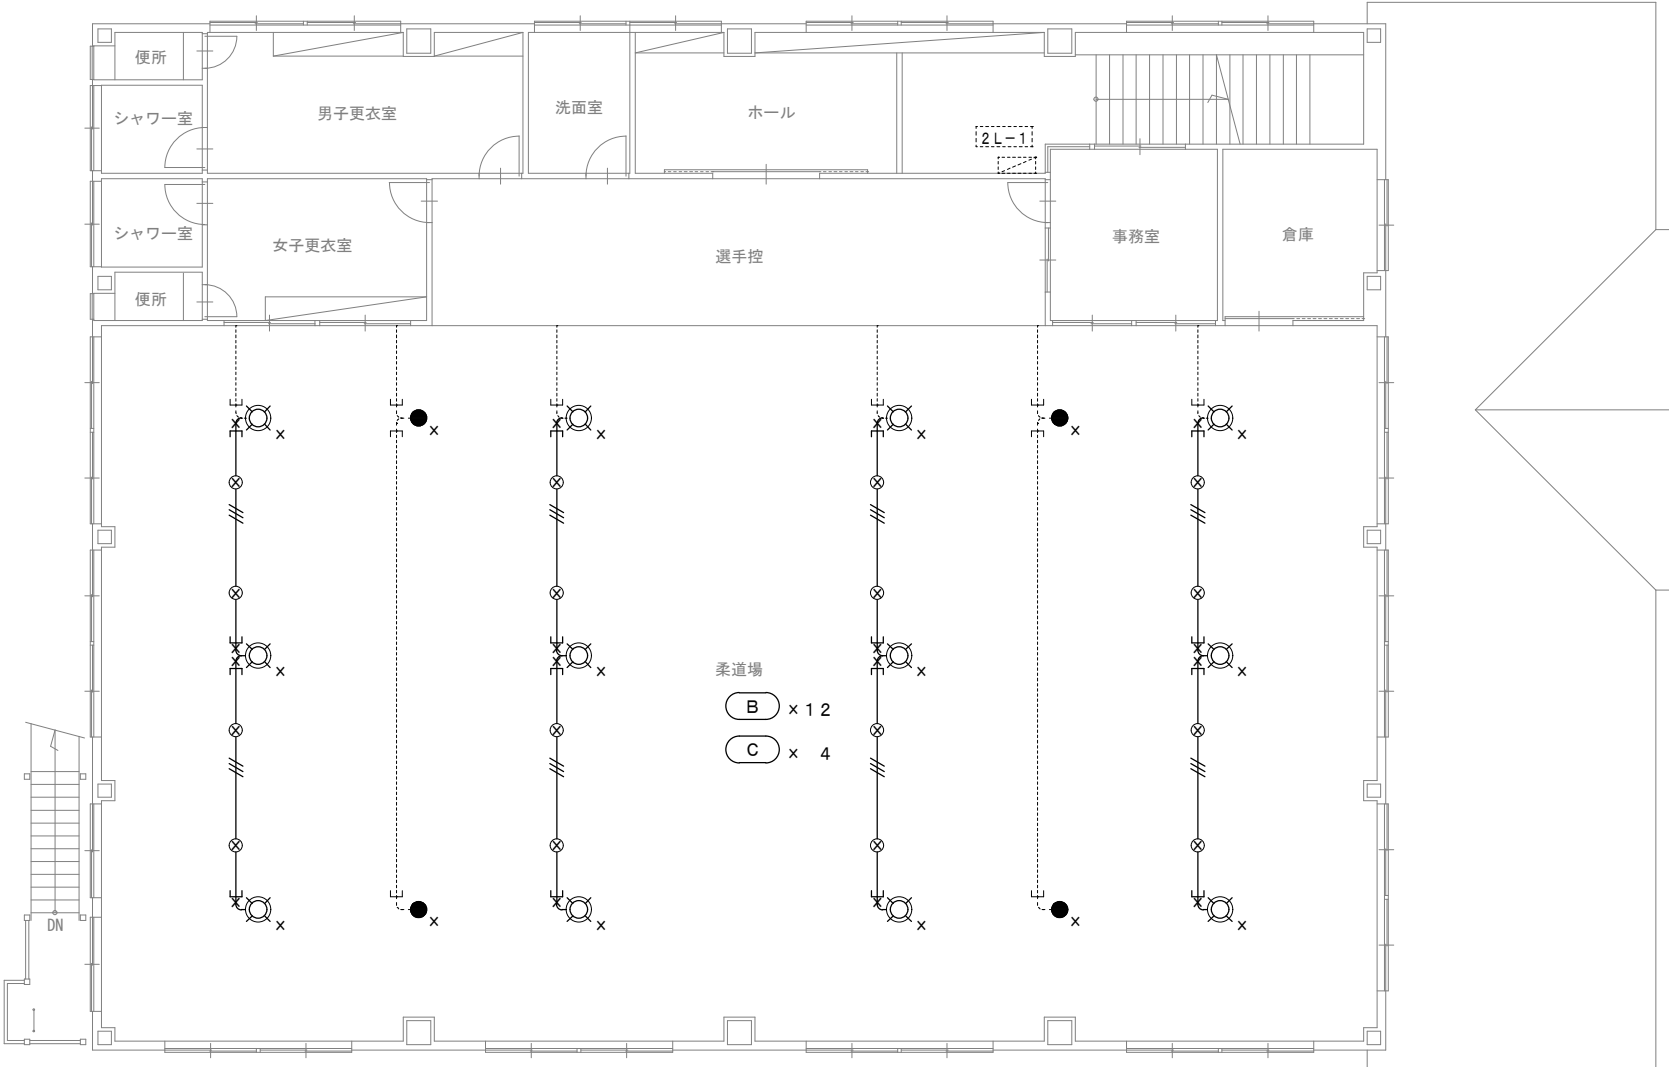 便所
シャワー室
男子更衣室
洗面室
ホール
2L-1
シャワー室
女子更衣室
選手控
事務室
倉庫
便所
柔道場
B ×12
C × 4
DN